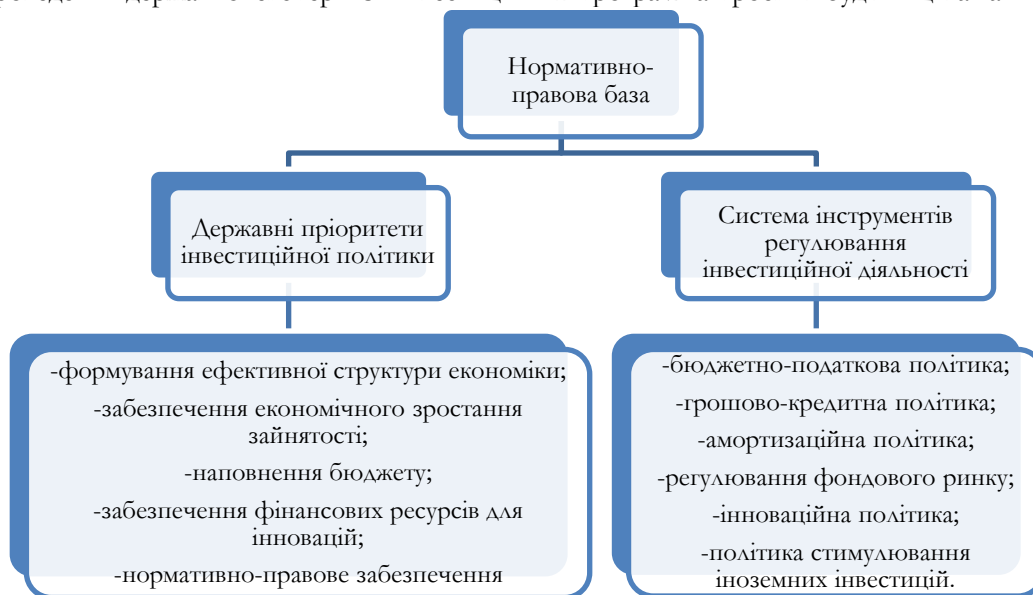 Нормативно-
правова база
Державні пріоритети
інвестиційної політики
Система інструментів
регулювання
інвестиційної діяльності
-формування ефективної структури економіки;
-забезпечення економічного зростання
зайнятості;
-наповнення бюджету;
-забезпечення фінансових ресурсів для
інновацій;
-нормативно-правове забезпечення
-бюджетно-податкова політика;
-грошово-кредитна політика;
-амортизаційна політика;
-регулювання фондового ринку;
-інноваційна політика;
-політика стимулювання
іноземних інвестицій.